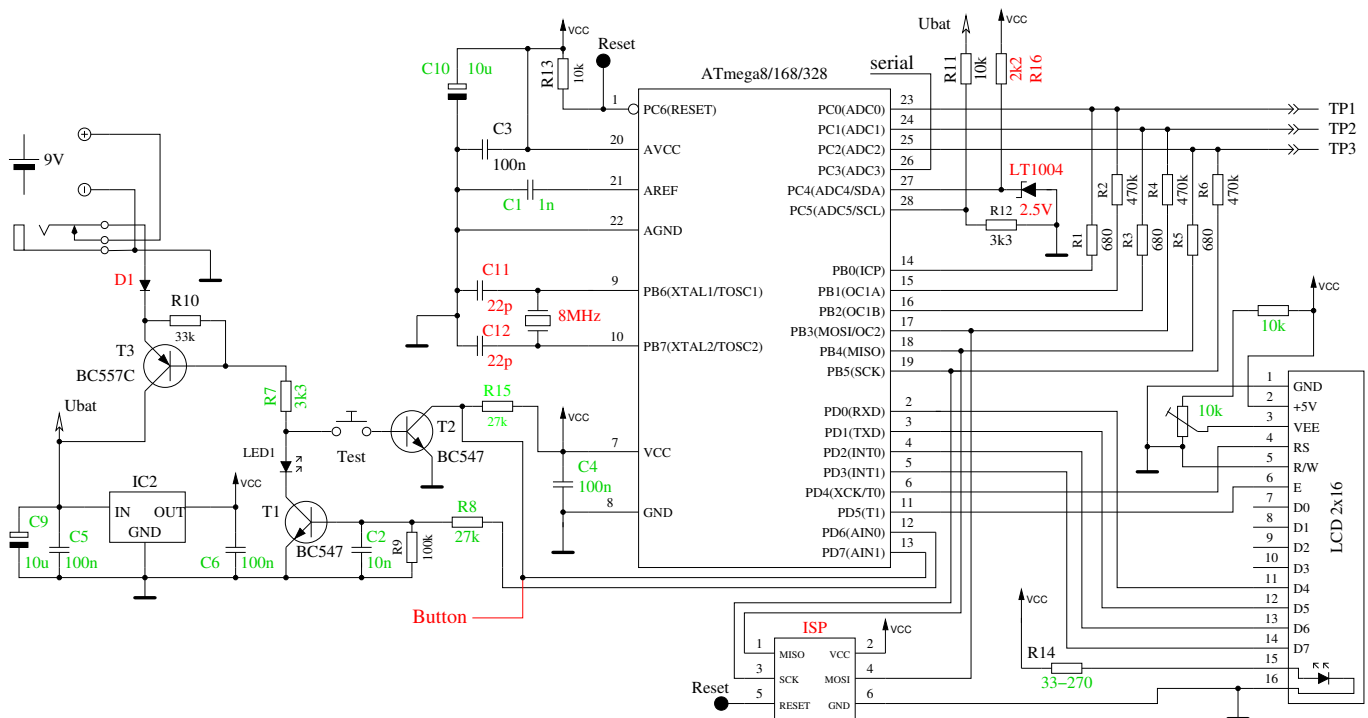 C10
10u
VCC
R13
10k
Reset
C3
100n
C1
1n
C11
22p
8MHz
C12
22p
ATmega8/168/328
1
PC6(RESET)
20
AVCC
21
AREF
22
AGND
9
PB6(XTAL1/TOSC1)
10
PB7(XTAL2/TOSC2)
7
VCC
8
GND
serial
PC0(ADC0)
23
PC1(ADC1)
24
PC2(ADC2)
25
PC3(ADC3)
26
PC4(ADC4/SDA)
27
PC5(ADC5/SCL)
28
PB0(ICP)
14
PB1(OC1A)
15
PB2(OC1B)
16
PB3(MOSI/OC2)
17
PB4(MISO)
18
PB5(SCK)
19
PD0(RXD)
2
PD1(TXD)
3
PD2(INT0)
4
PD3(INT1)
5
PD4(XCK/T0)
6
PD5(T1)
11
PD6(AIN0)
12
PD7(AIN1)
13
Ubat
R11
10k
VCC
2k2
R16
LT1004
2.5V
R12
3k3
TP1
TP2
TP3
R1
680
R2
470k
R3
680
R4
470k
R5
680
R6
470k
9V
D1
R10
33k
T3
BC557C
Ubat
R7
3k3
LED1
Test
T2
BC547
R15
27k
VCC
C4
100n
T1
BC547
C2
10n
R9
100k
R8
27k
IC2
IN
OUT
GND
VCC
C9
10u
C5
100n
C6
100n
Button
ISP
1
MISO
3
SCK
5
RESET
VCC
2
MOSI
4
GND
6
VCC
Reset
VCC
10k
10k
LCD 2x16
1
GND
2
+5V
3
VEE
4
RS
5
R/W
6
E
7
D0
8
D1
9
D2
10
D3
11
D4
12
D5
13
D6
14
D7
15
16
VCC
R14
33−270